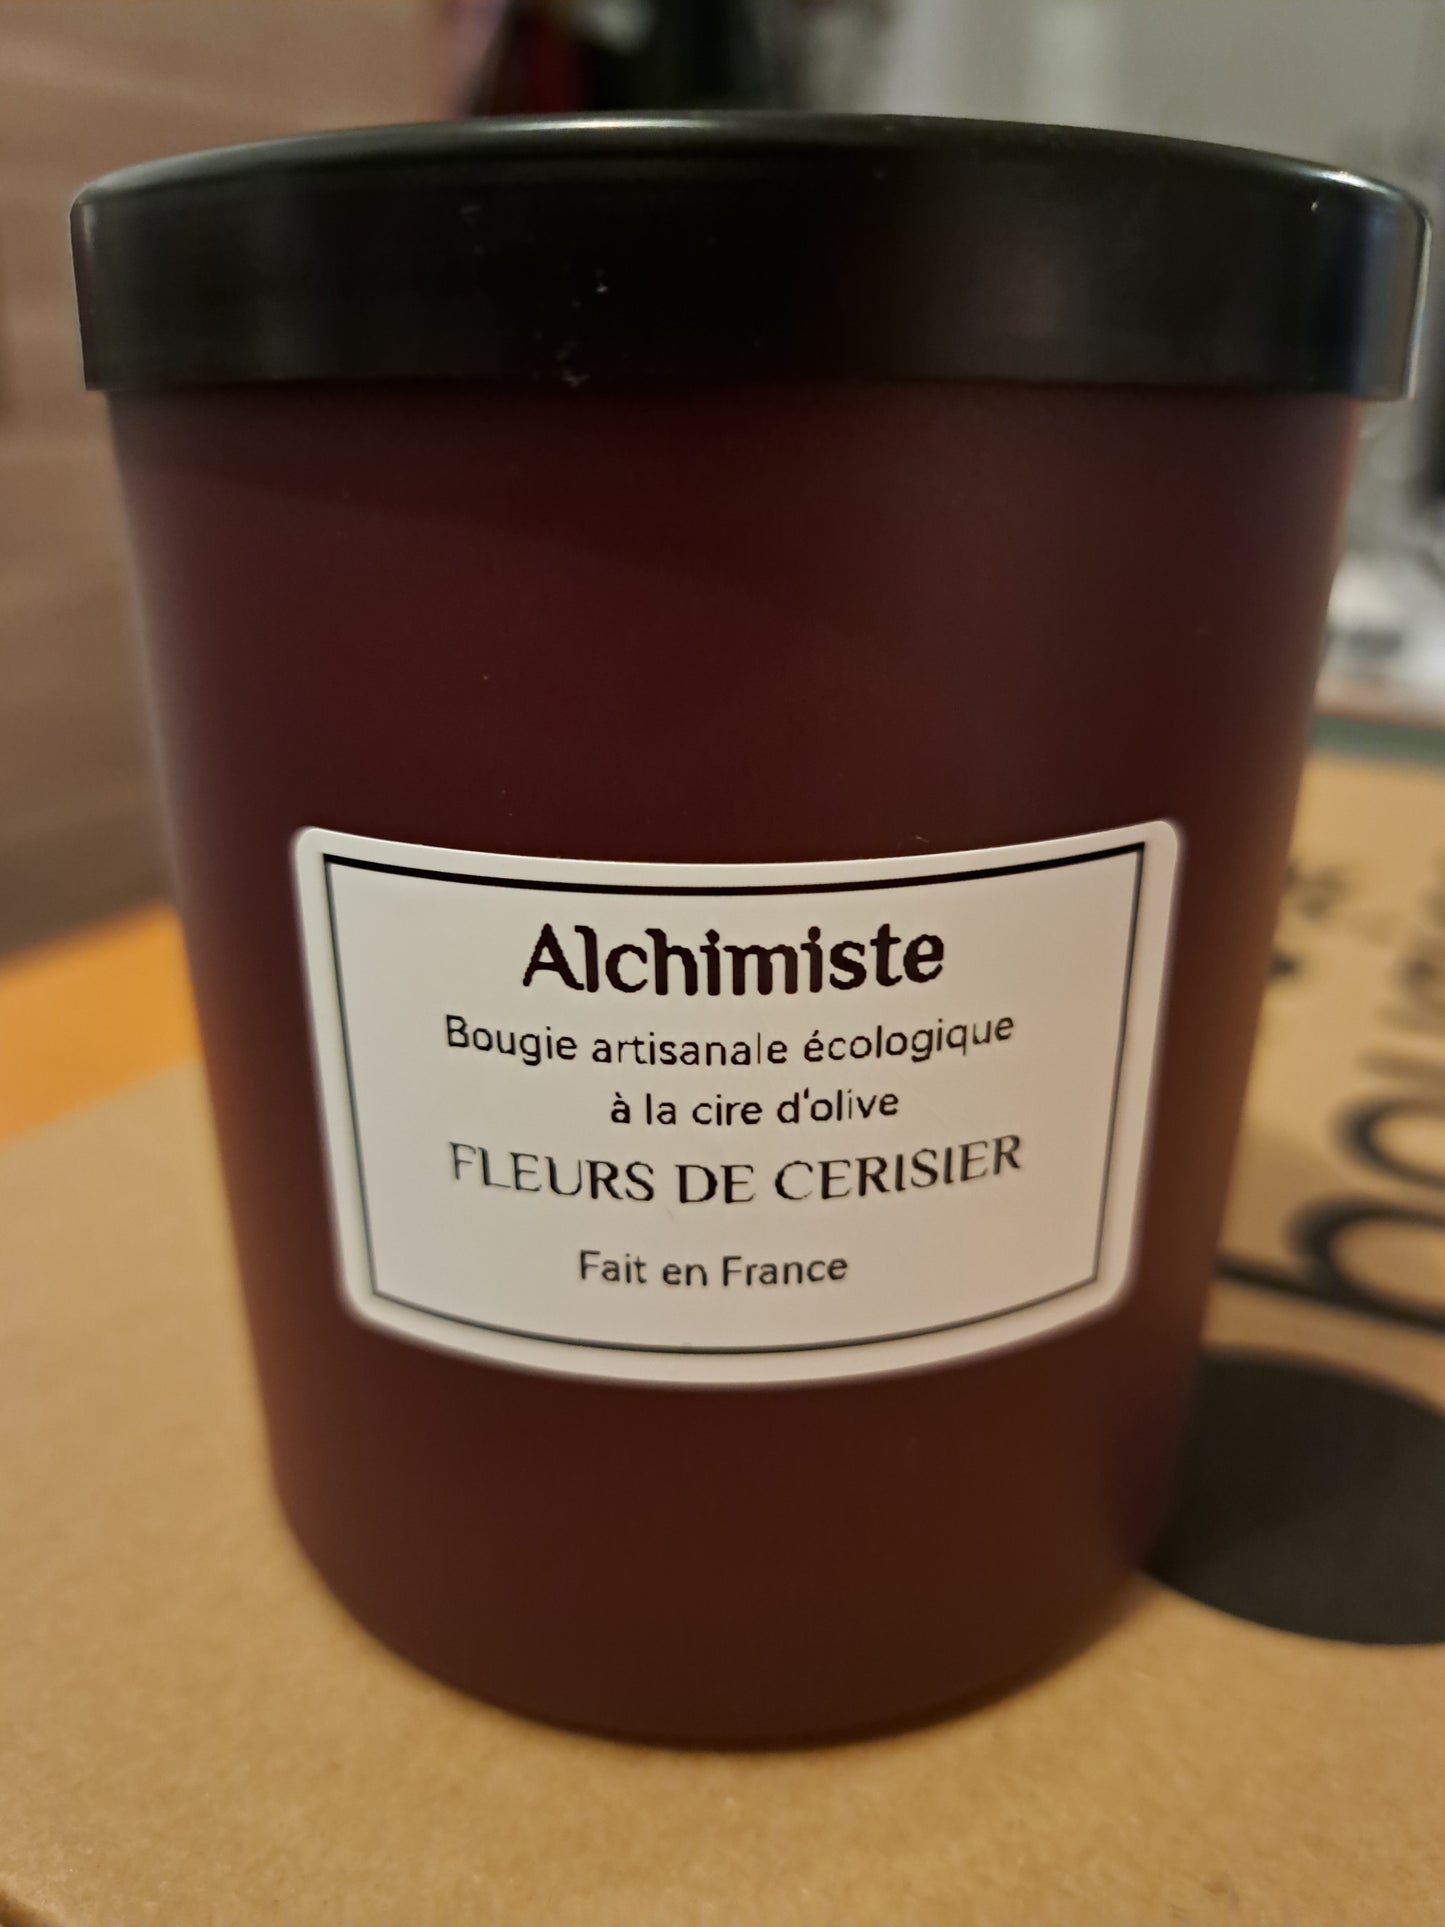 Alchimiste
Bougie artisanale écologique
à la cire d'olive
FLEURS DE CERISIER
Fait en France